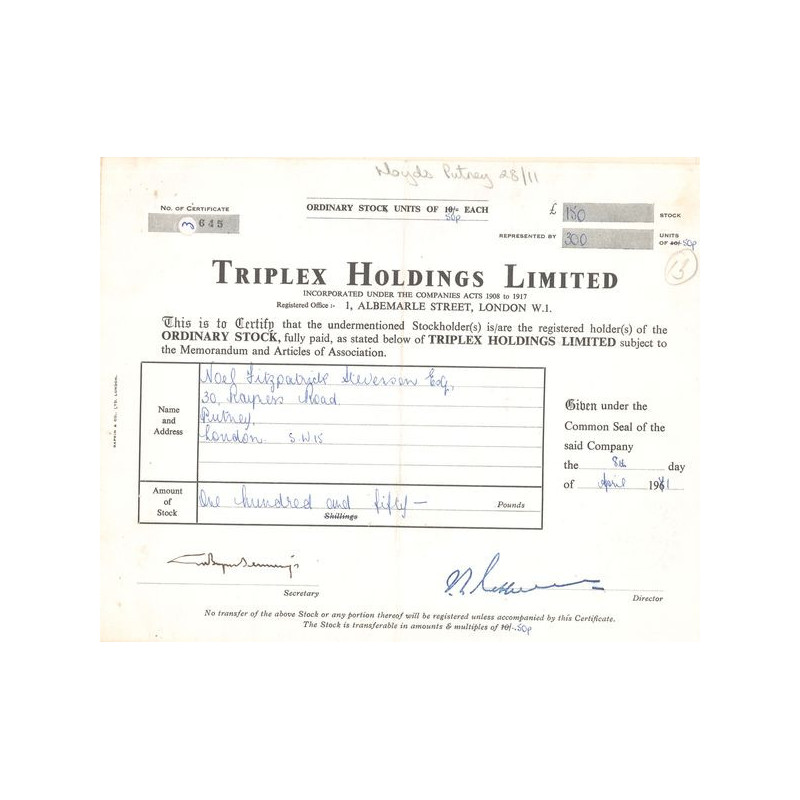 Lloyds Putney 28/11
No. of Certificate
3645
ORDINARY STOCK UNITS OF 10/- EACH
50p
£ 150 STOCK
REPRESENTED BY 300 UNITS OF 10/- 50p
13
TRIPLEX HOLDINGS LIMITED
INCORPORATED UNDER THE COMPANIES ACTS 1908 to 1917
Registered Office :- 1, ALBEMARLE STREET, LONDON W.1.
This is to Certify that the undermentioned Stockholder(s) is/are the registered holder(s) of the
ORDINARY STOCK, fully paid, as stated below of TRIPLEX HOLDINGS LIMITED subject to
the Memorandum and Articles of Association.
Name and Address
Noel Fitzpatrick Stevenson Esq.,
30, Road
Putney,
London S W 15
Amount of Stock
One hundred and fifty — Pounds
Shillings
Given under the
Common Seal of the
said Company
the 8th day
of April 1971
Secretary
Director
No transfer of the above Stock or any portion thereof will be registered unless accompanied by this Certificate.
The Stock is transferable in amounts & multiples of 10/-. 50p